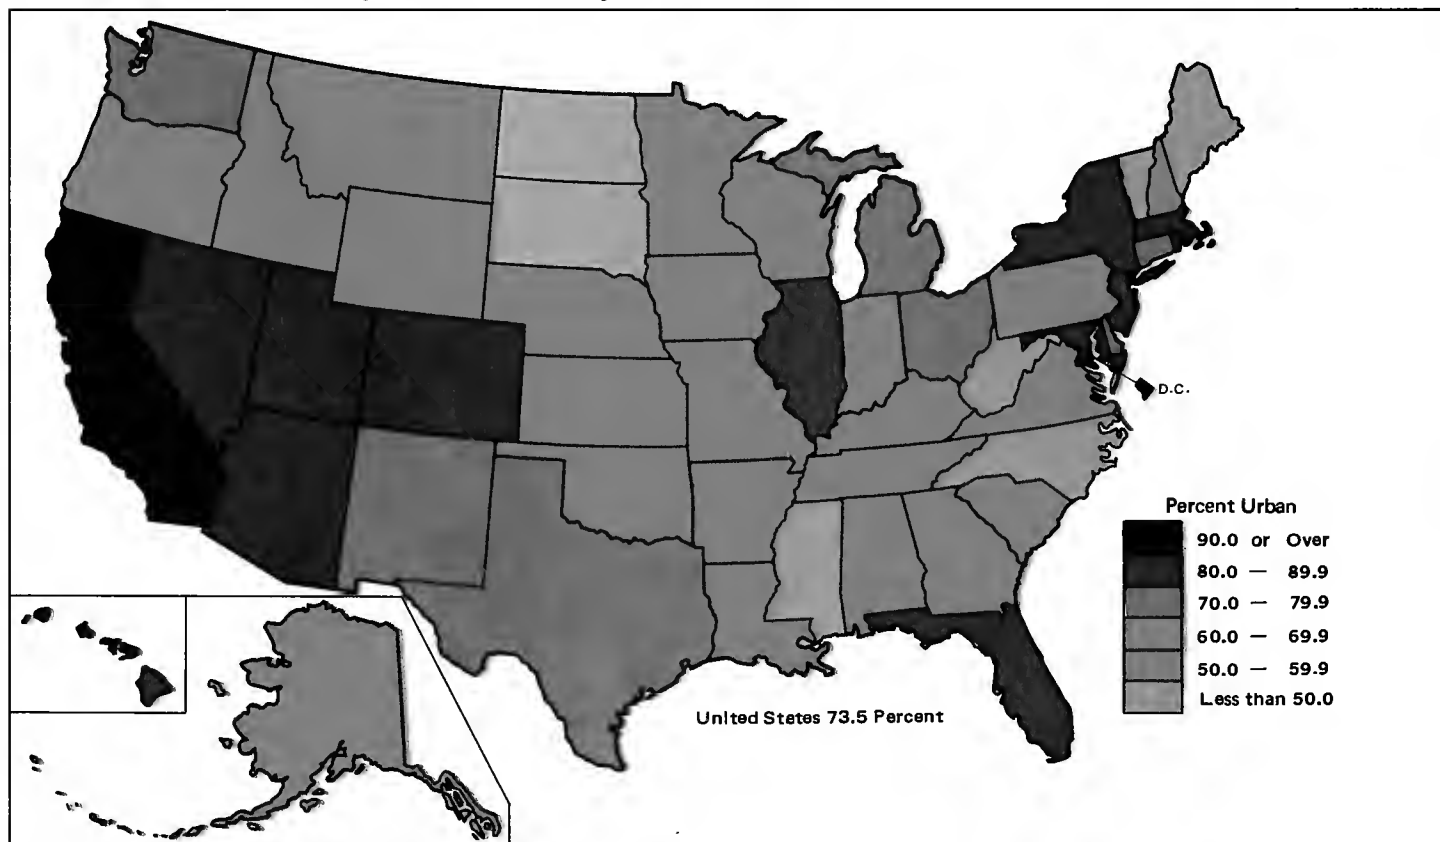 D.C.
Percent Urban
90.0 or Over
80.0 — 89.9
70.0 — 79.9
60.0 — 69.9
50.0 — 59.9
Less than 50.0
United States 73.5 Percent